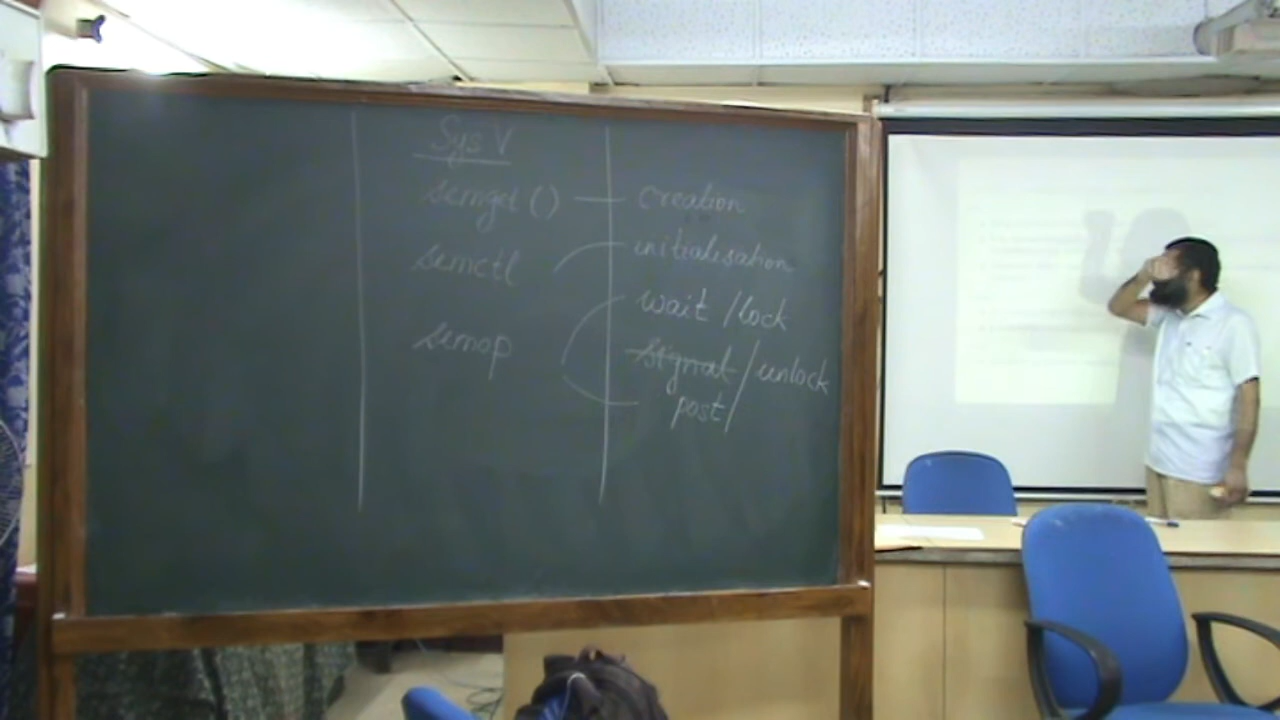 Sys V
semget () — creation
semctl initialisation
semop wait / lock
signal / unlock
post /